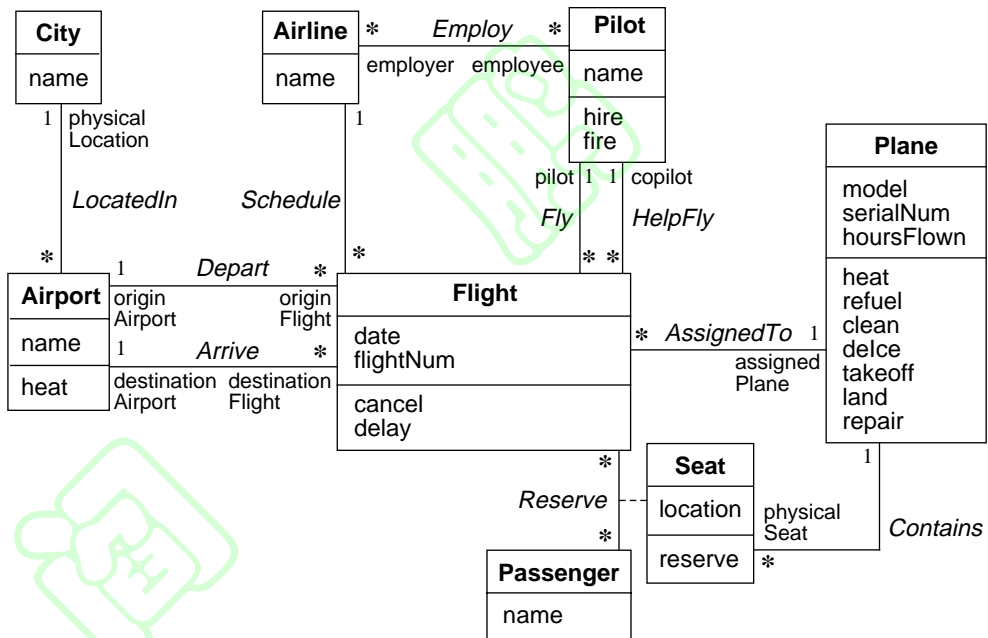 City
name
1 physical
Location
LocatedIn
*
Airline
name
* Employ *
employer employee
1
Schedule
*
Pilot
name
hire
fire
pilot 1 1 copilot
Fly HelpFly
* *
Plane
model
serialNum
hoursFlown
heat
refuel
clean
deIce
takeoff
land
repair
1
Airport
name
heat
1 Depart *
origin origin
Airport Flight
1 Arrive *
destination destination
Airport Flight
Flight
date
flightNum
cancel
delay
* AssignedTo 1
assigned
Plane
*
Reserve
*
Seat
location
reserve
physical
Seat
*
Contains
Passenger
name